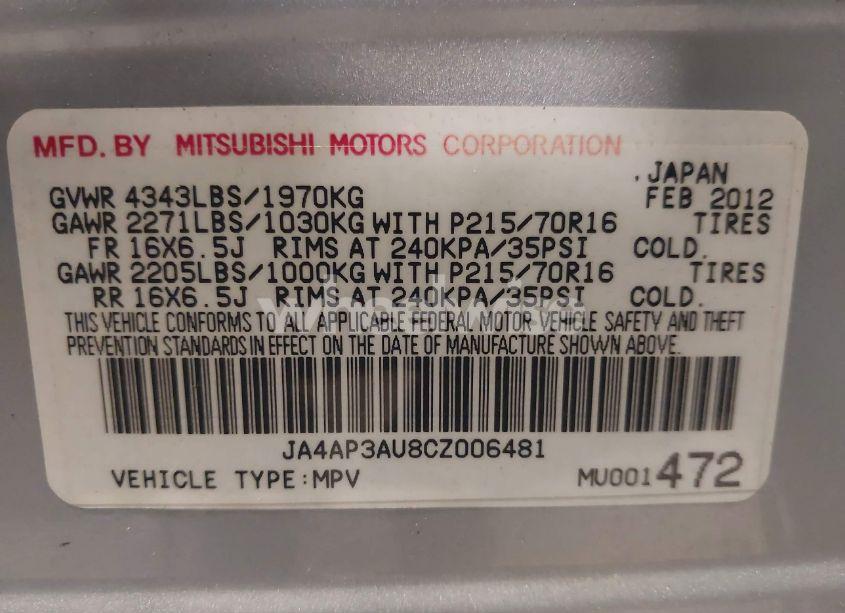 MFD. BY MITSUBISHI MOTORS CORPORATION
. JAPAN
GVWR 4343LBS/1970KG FEB 2012
GAWR 2271LBS/1030KG WITH P215/70R16 TIRES
FR 16X6.5J RIMS AT 240KPA/35PSI COLD.
GAWR 2205LBS/1000KG WITH P215/70R16 TIRES
RR 16X6.5J RIMS AT 240KPA/35PSI COLD.
THIS VEHICLE CONFORMS TO ALL APPLICABLE FEDERAL MOTOR VEHICLE SAFETY AND THEFT
PREVENTION STANDARDS IN EFFECT ON THE DATE OF MANUFACTURE SHOWN ABOVE.
JA4AP3AU8CZ006481
VEHICLE TYPE:MPV MU001472